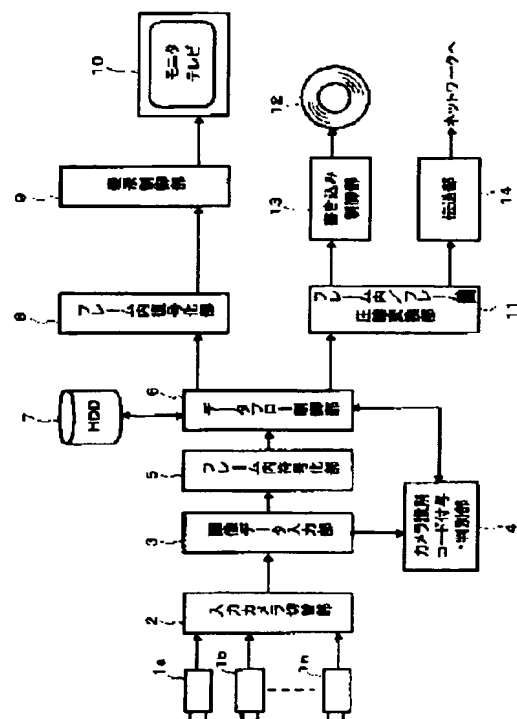 1a
1b
1n
2
入力カメラ切替部
3
画像データ入力部
カメラ識別
コード付与
・判別部
4
5
フレーム内符号化部
6
データフロー制御部
7
HDD
8
フレーム内復号化部
9
表示制御部
10
モニタ
テレビ
フレーム内／フレーム間
圧縮変換部
11
12
13
書き込み
制御部
伝送部
14
ネットワークへ